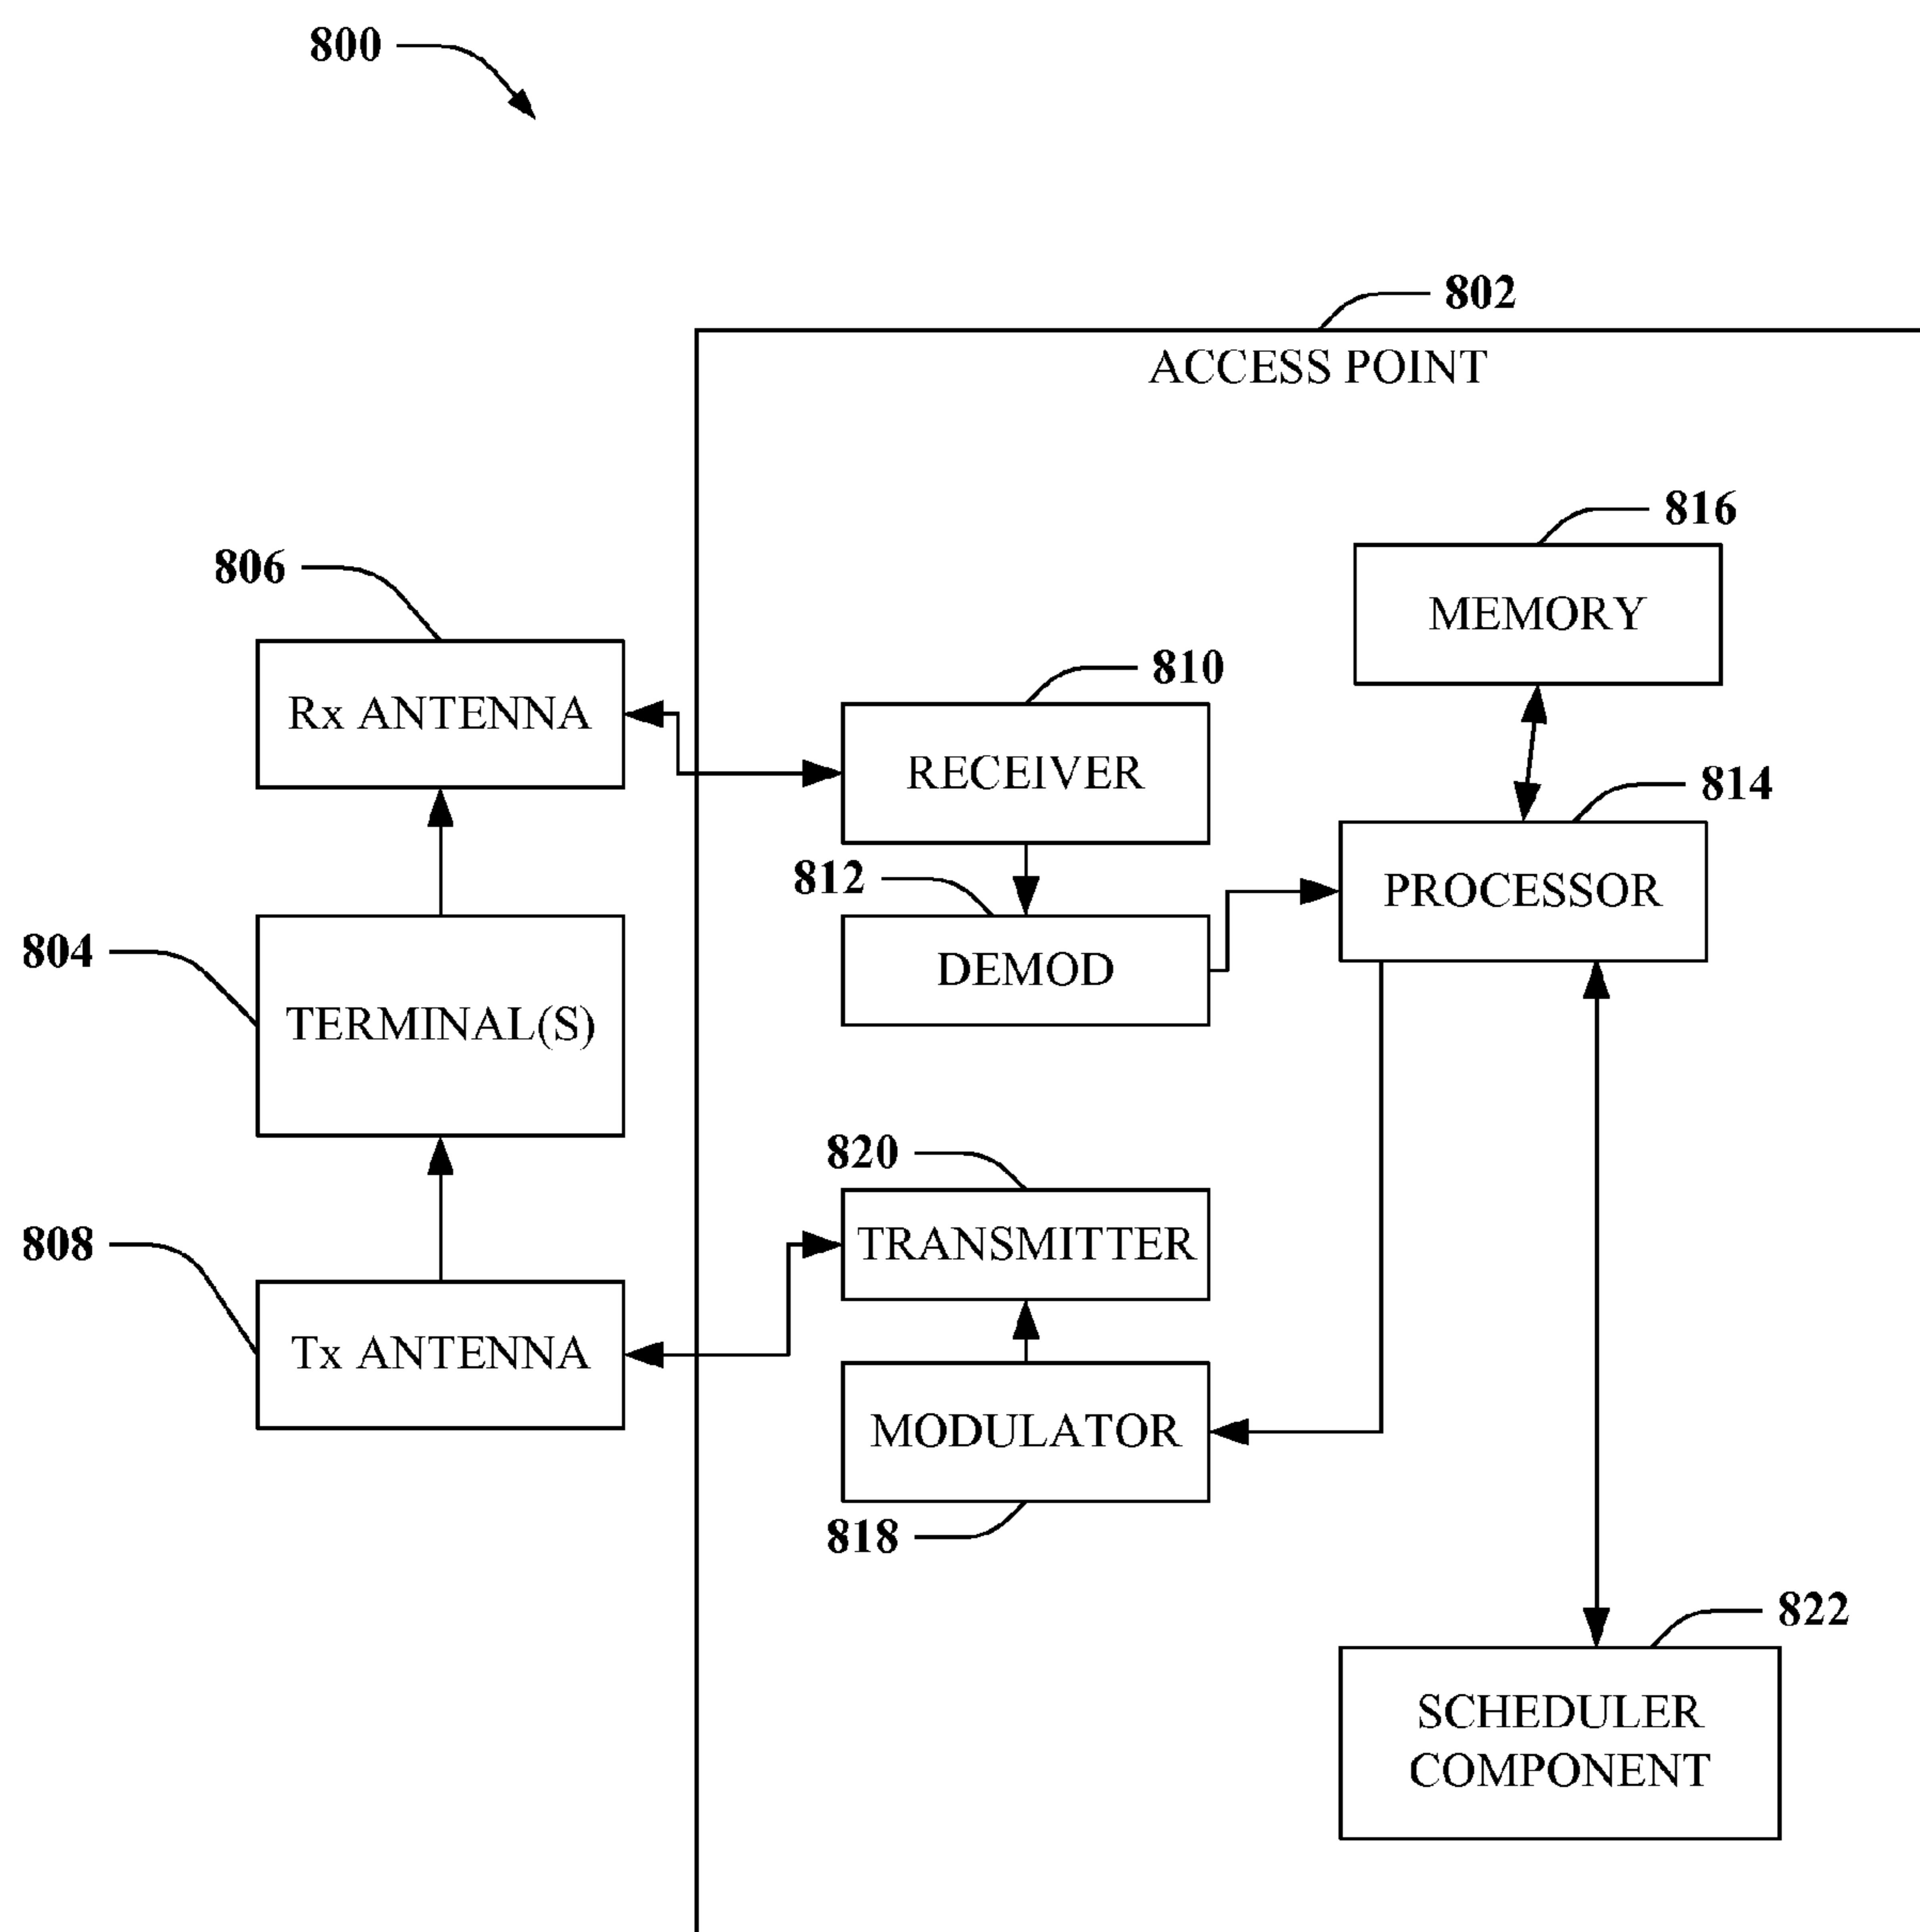 800
802
ACCESS POINT
816
MEMORY
806
Rx ANTENNA
810
RECEIVER
814
PROCESSOR
812
DEMOD
804
TERMINAL(S)
820
TRANSMITTER
808
Tx ANTENNA
MODULATOR
818
822
SCHEDULER
COMPONENT